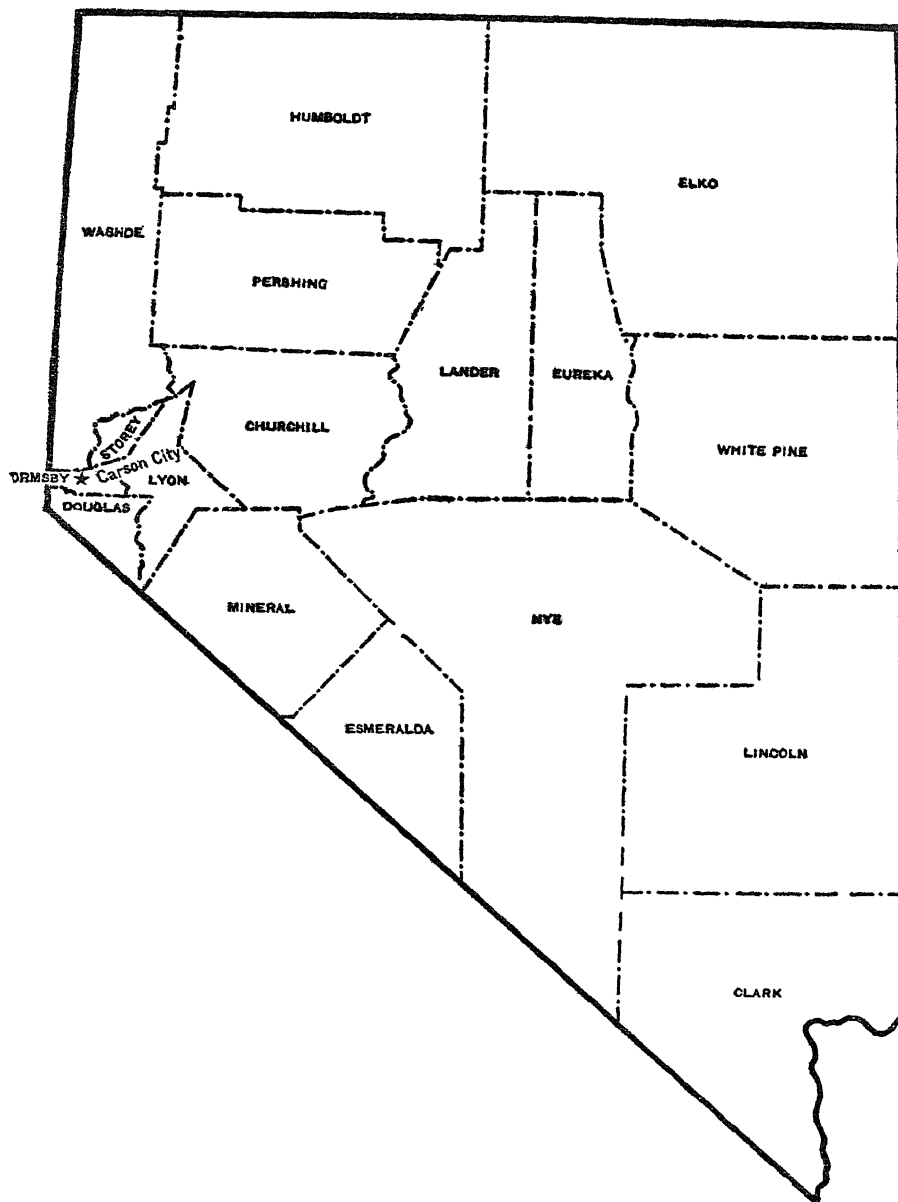 HUMBOLDT
ELKO
WASHOE
PERSHING
LANDER
EUREKA
CHURCHILL
STOREY
WHITE PINE
ORMSBY ★ Carson City
LYON
DOUGLAS
MINERAL
NYE
ESMERALDA
LINCOLN
CLARK